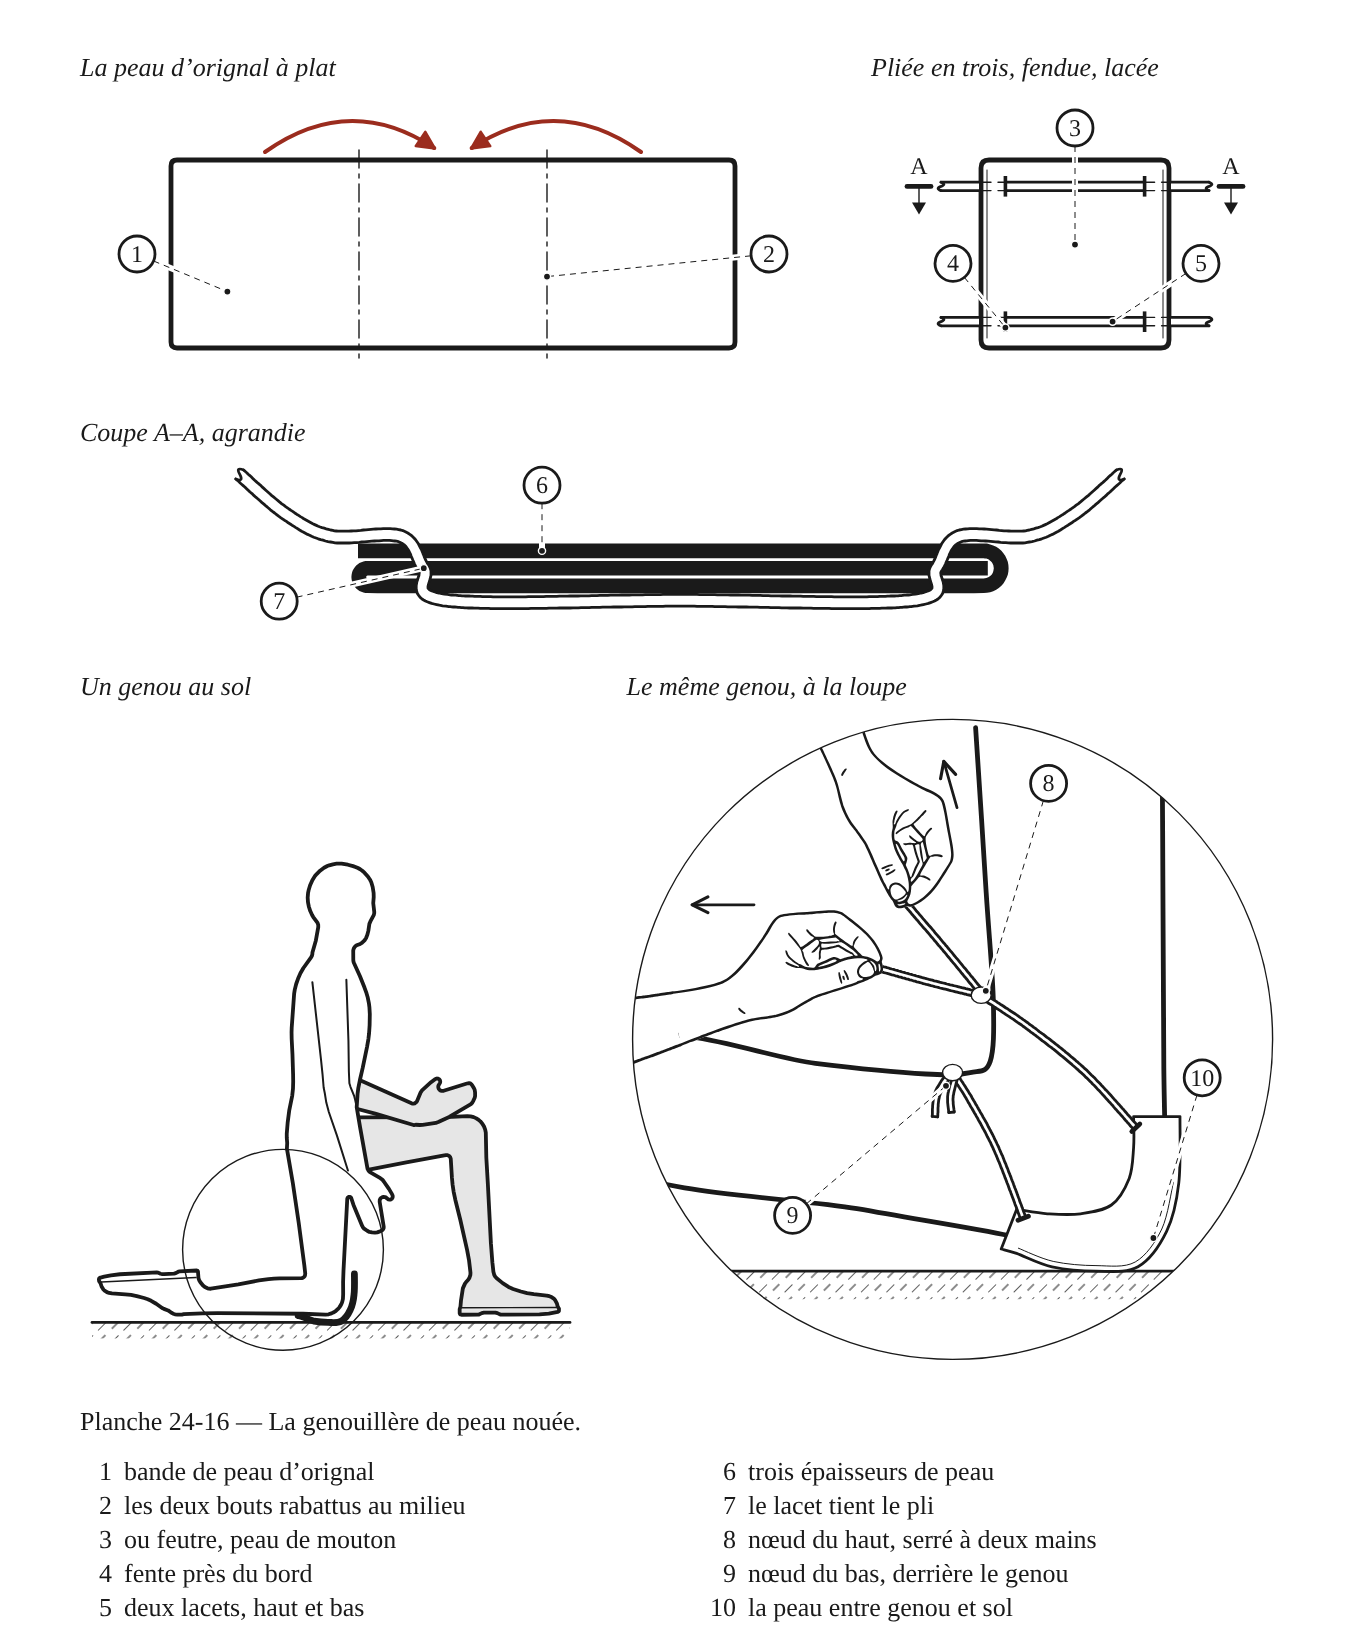 La peau d’orignal à plat
Pliée en trois, fendue, lacée
3
A
A
1
2
4
5
Coupe A–A, agrandie
6
7
Un genou au sol
Le même genou, à la loupe
8
10
9
Planche 24-16 — La genouillère de peau nouée.
1 bande de peau d’orignal
2 les deux bouts rabattus au milieu
3 ou feutre, peau de mouton
4 fente près du bord
5 deux lacets, haut et bas
6 trois épaisseurs de peau
7 le lacet tient le pli
8 nœud du haut, serré à deux mains
9 nœud du bas, derrière le genou
10 la peau entre genou et sol